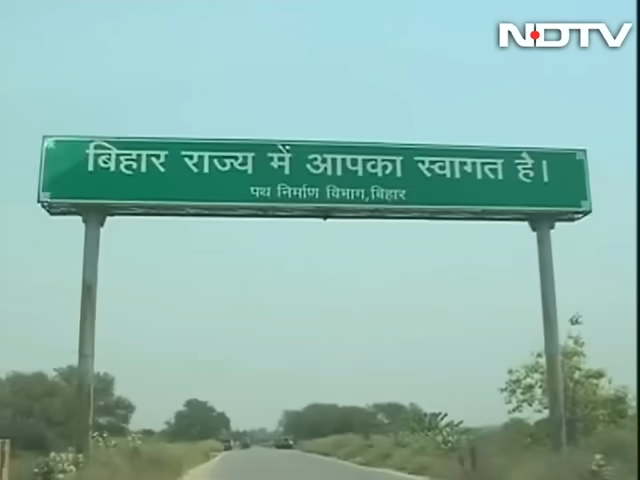 NDTV
बिहार राज्य में आपका स्वागत है।
पथ निर्माण विभाग,बिहार